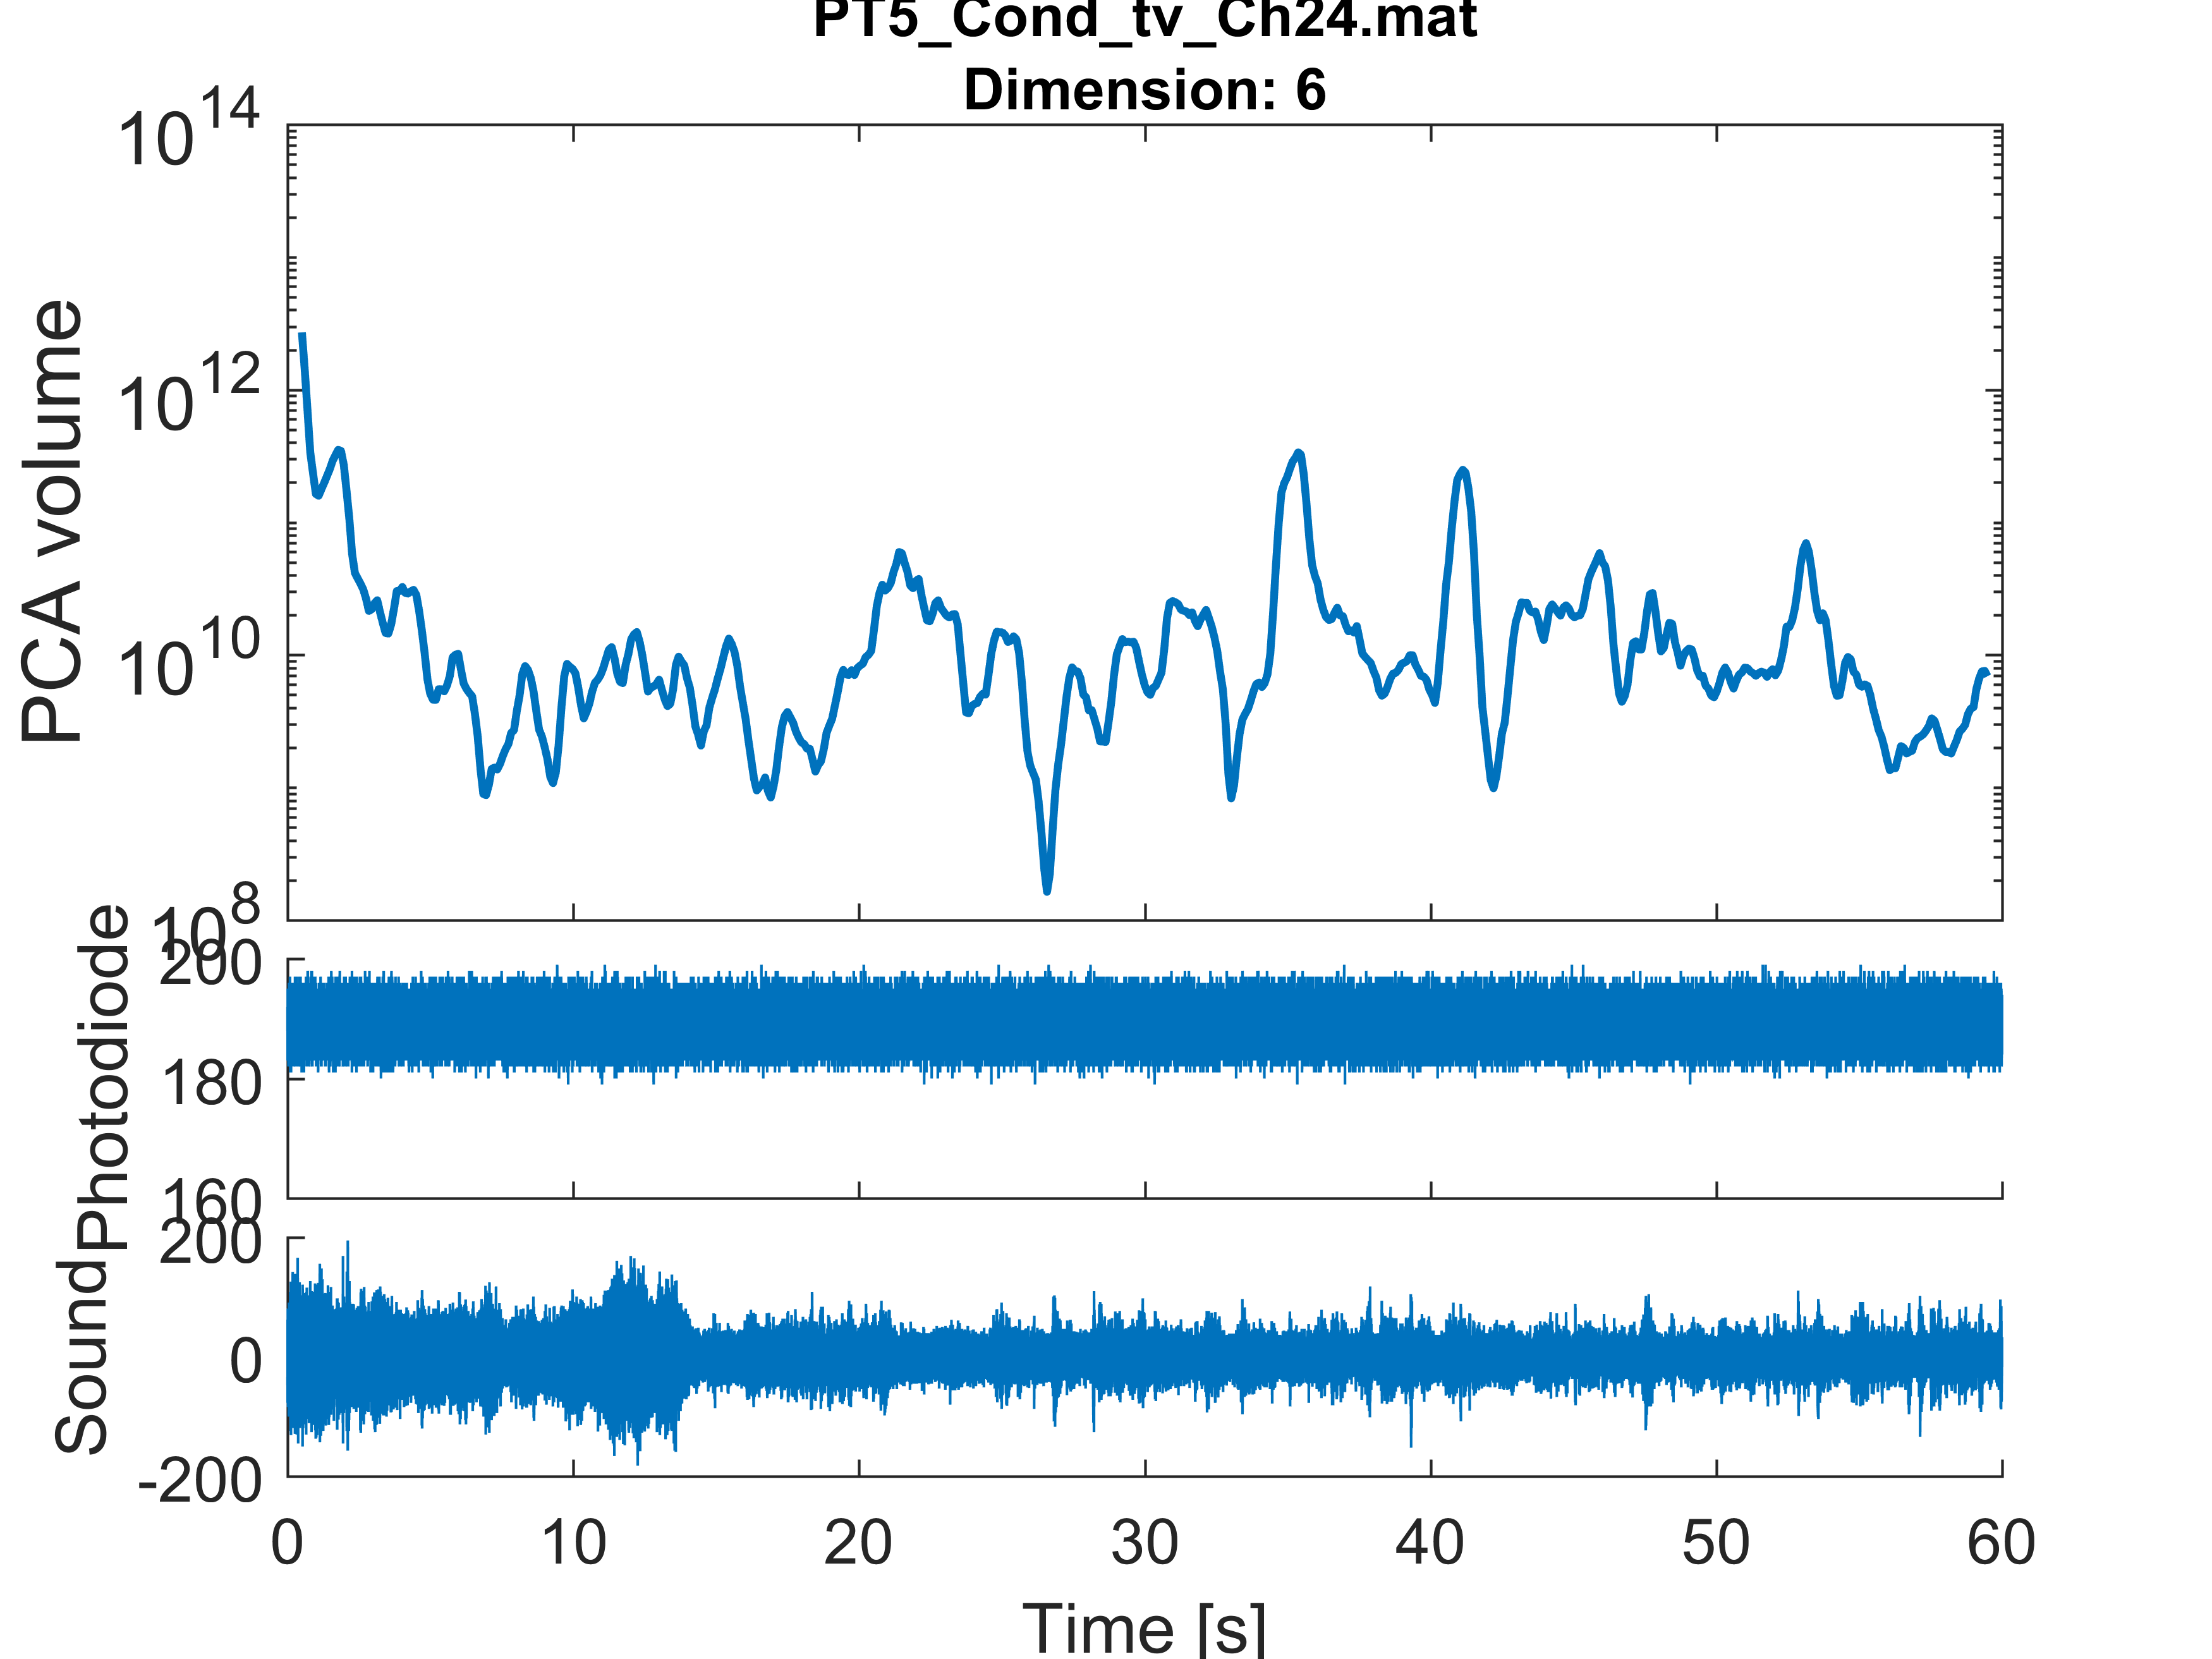 PT5_Cond_tv_Ch24.mat
Dimension: 6
PCA volume
10^14
10^12
10^10
10^8
Photodiode
200
180
160
Sound
200
0
-200
0 10 20 30 40 50 60
Time [s]